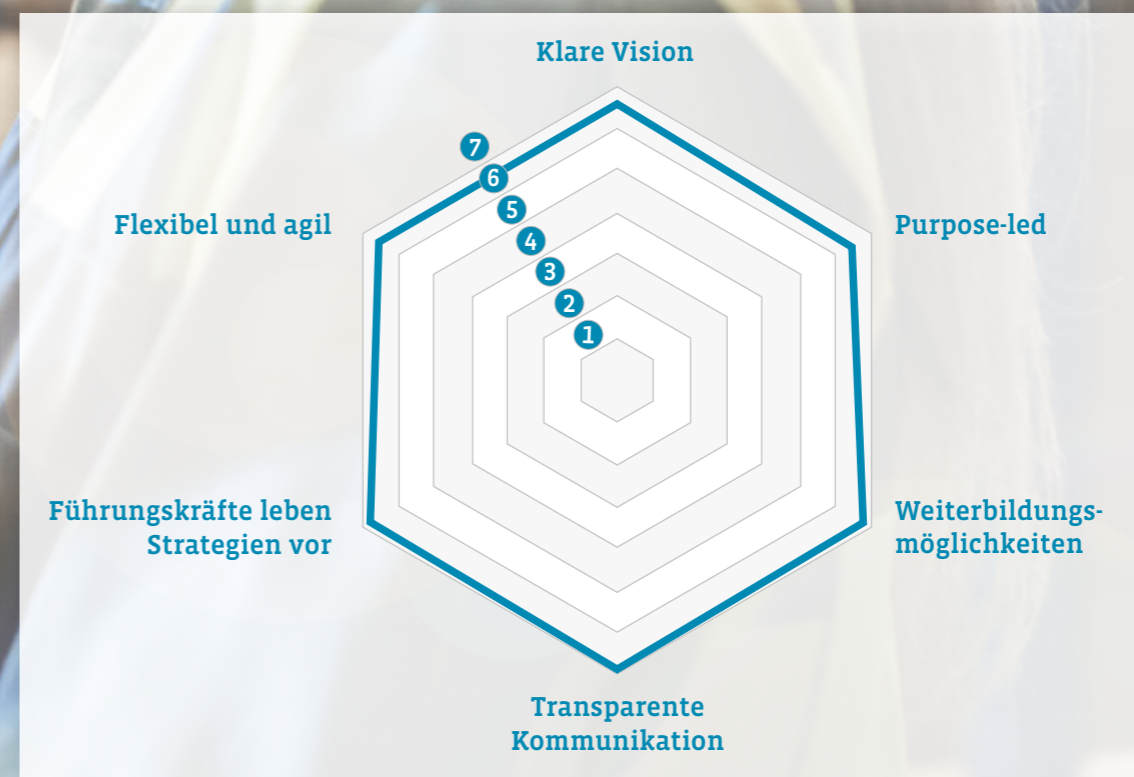 Klare Vision
7
6
5
4
3
2
1
Flexibel und agil
Purpose-led
Führungskräfte leben
Strategien vor
Weiterbildungs-
möglichkeiten
Transparente
Kommunikation